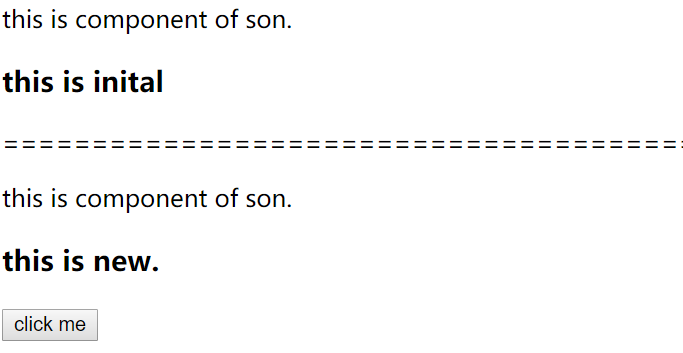 this is component of son.
this is inital
======================================
this is component of son.
this is new.
click me